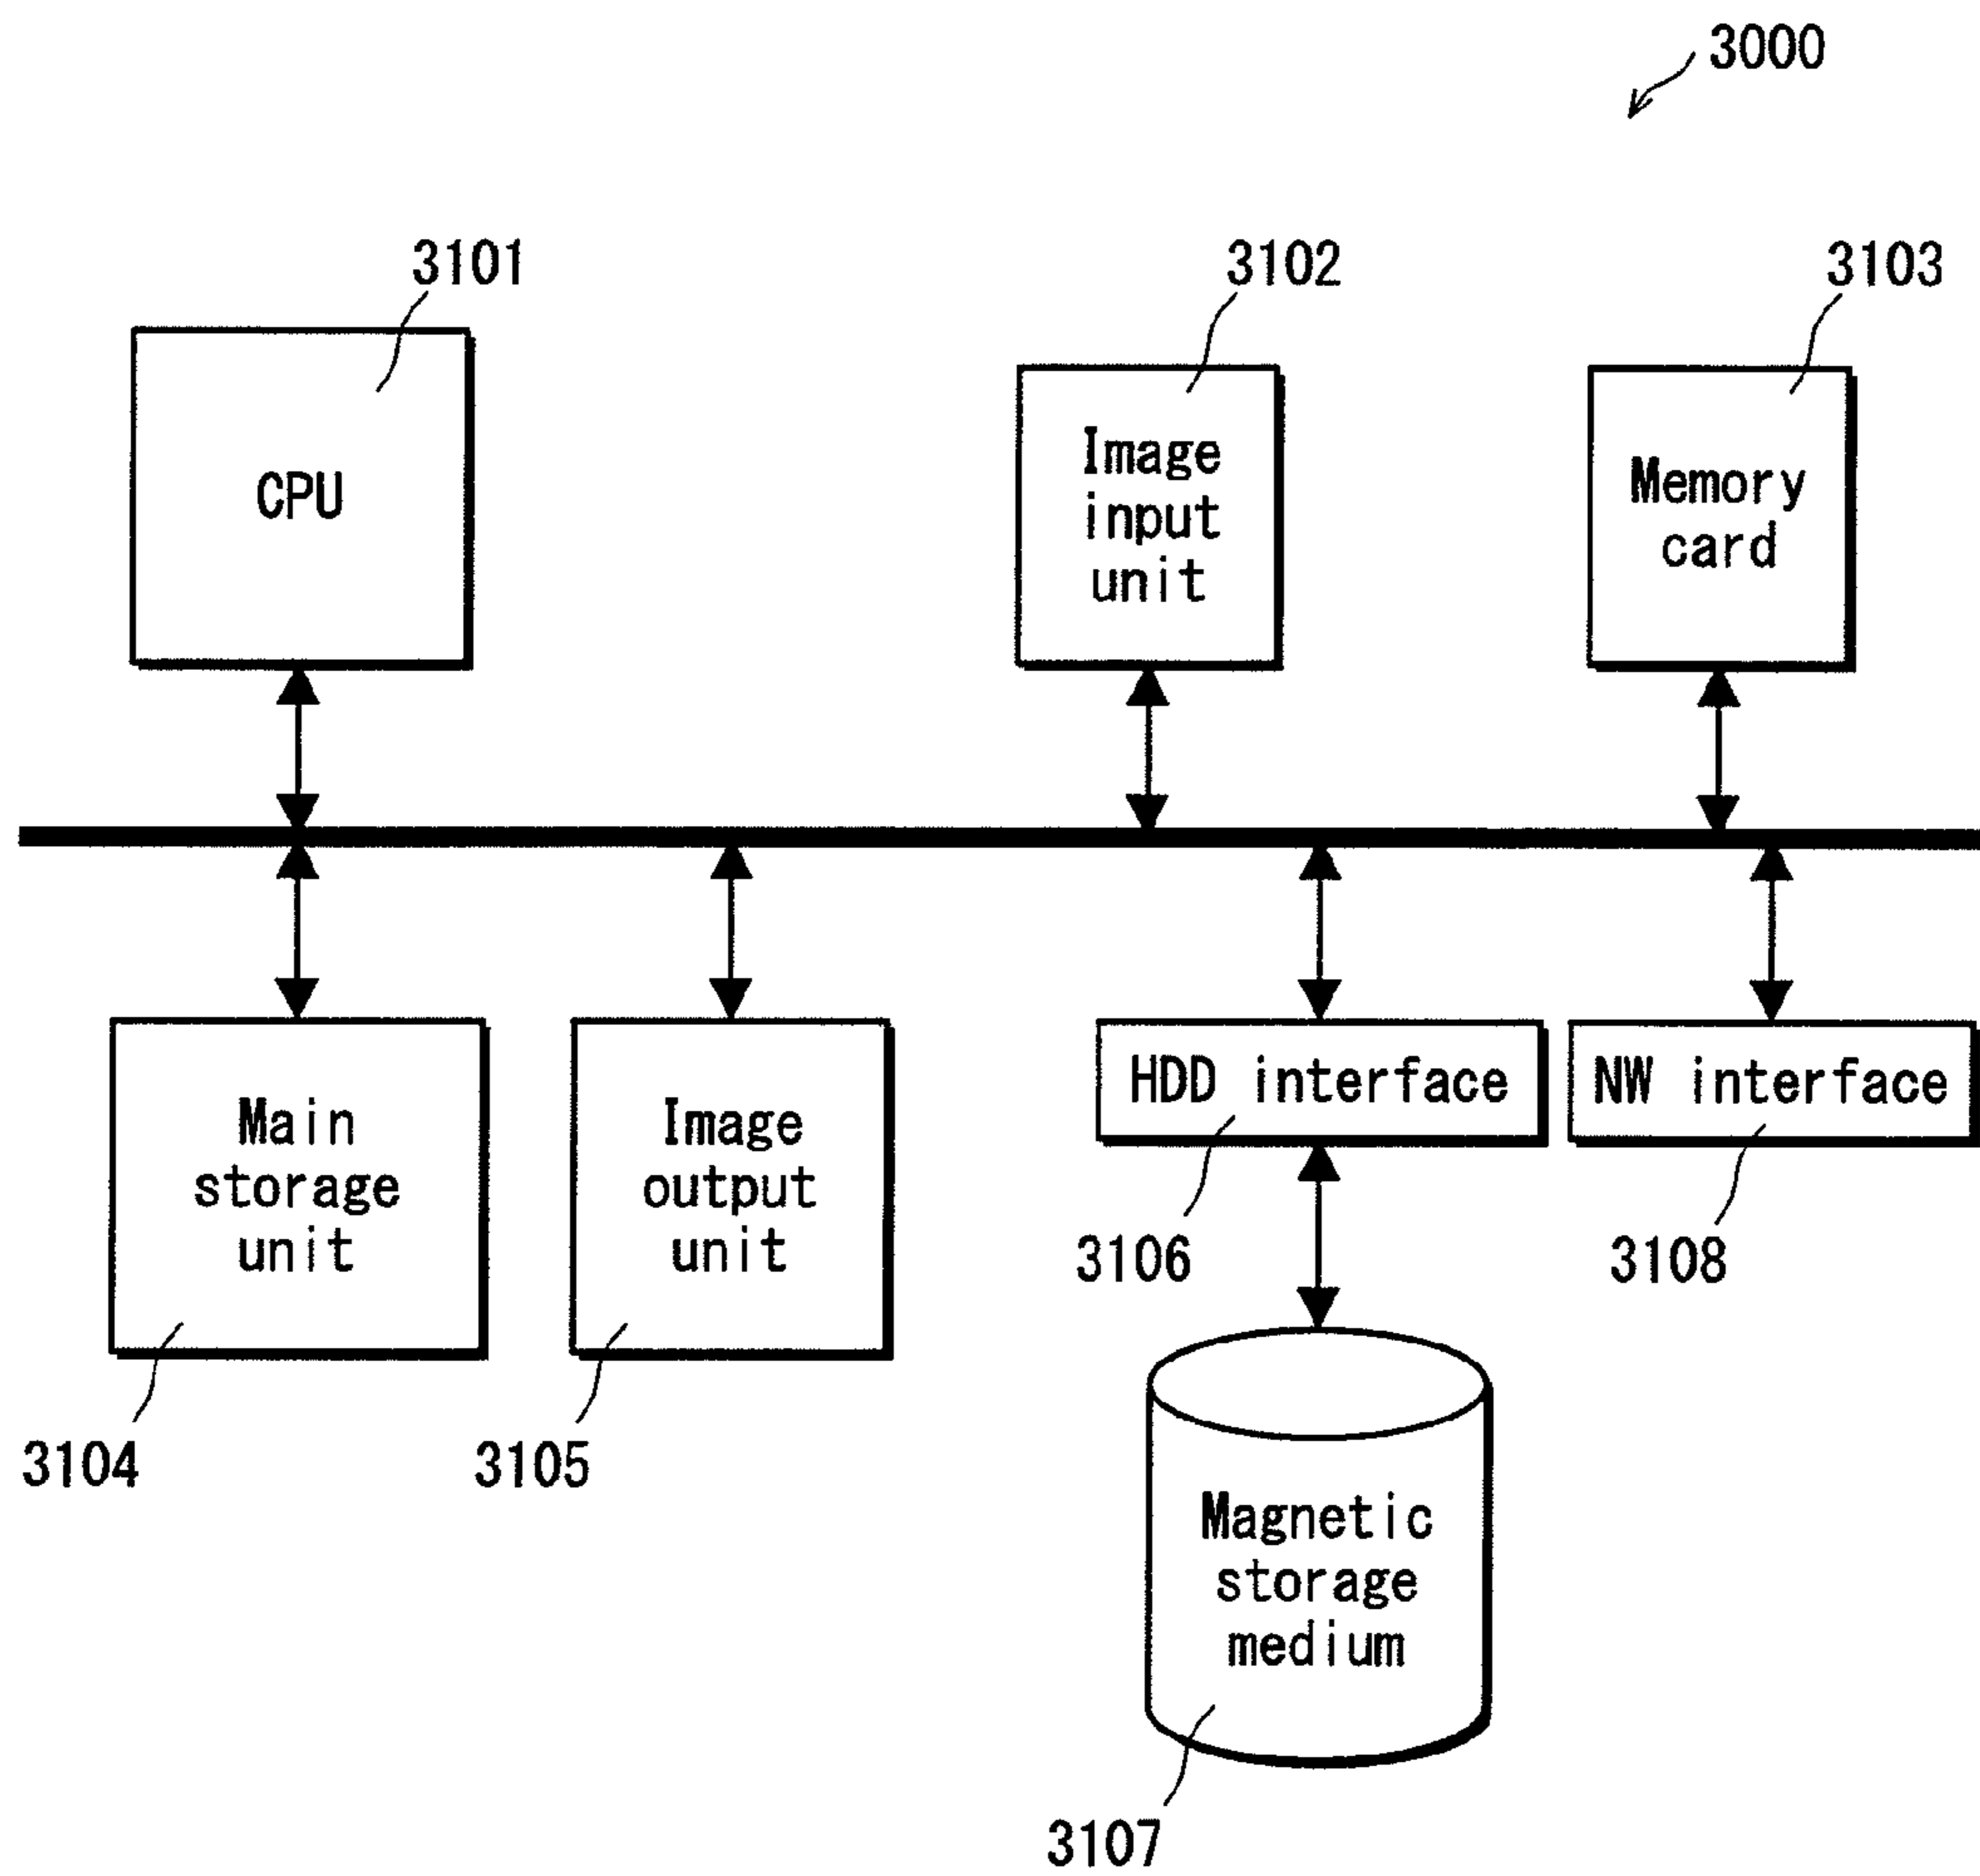 3000
3101
3102
3103
CPU
Image
input
unit
Memory
card
Main
storage
unit
Image
output
unit
HDD interface
NW interface
3106
3108
3104
3105
Magnetic
storage
medium
3107